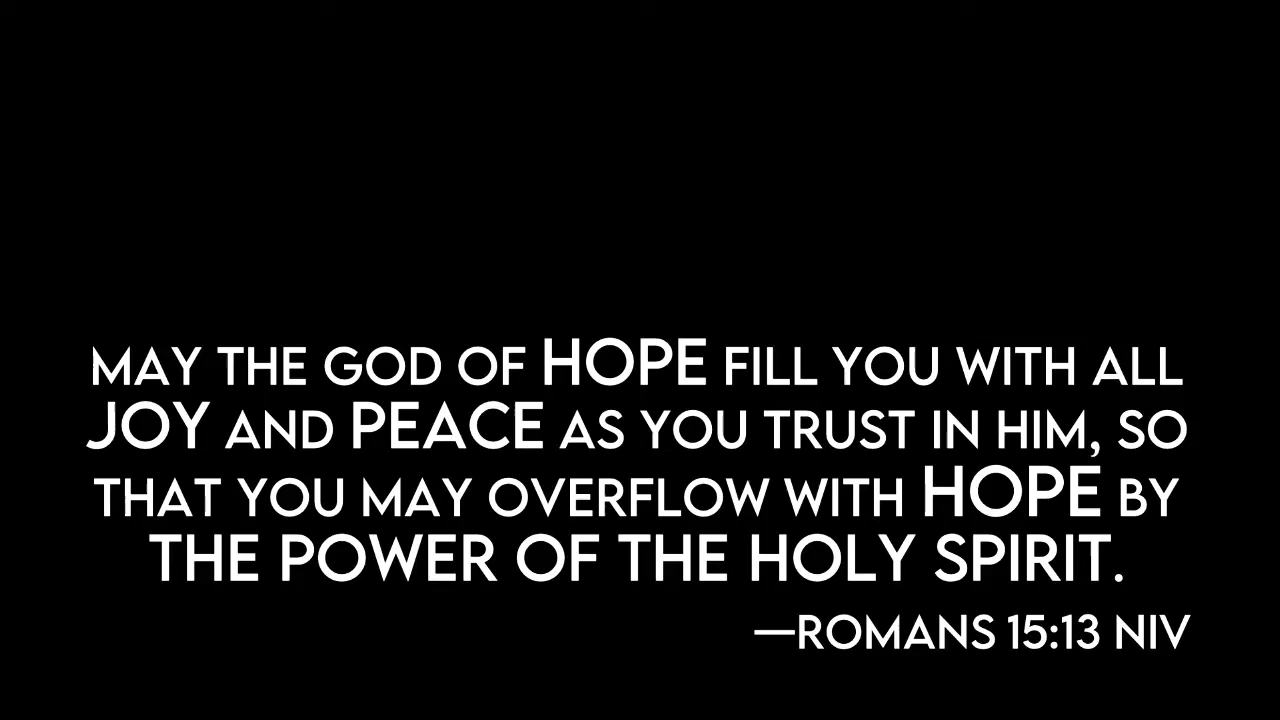 MAY THE GOD OF HOPE FILL YOU WITH ALL
JOY AND PEACE AS YOU TRUST IN HIM, SO
THAT YOU MAY OVERFLOW WITH HOPE BY
THE POWER OF THE HOLY SPIRIT.
—ROMANS 15:13 NIV